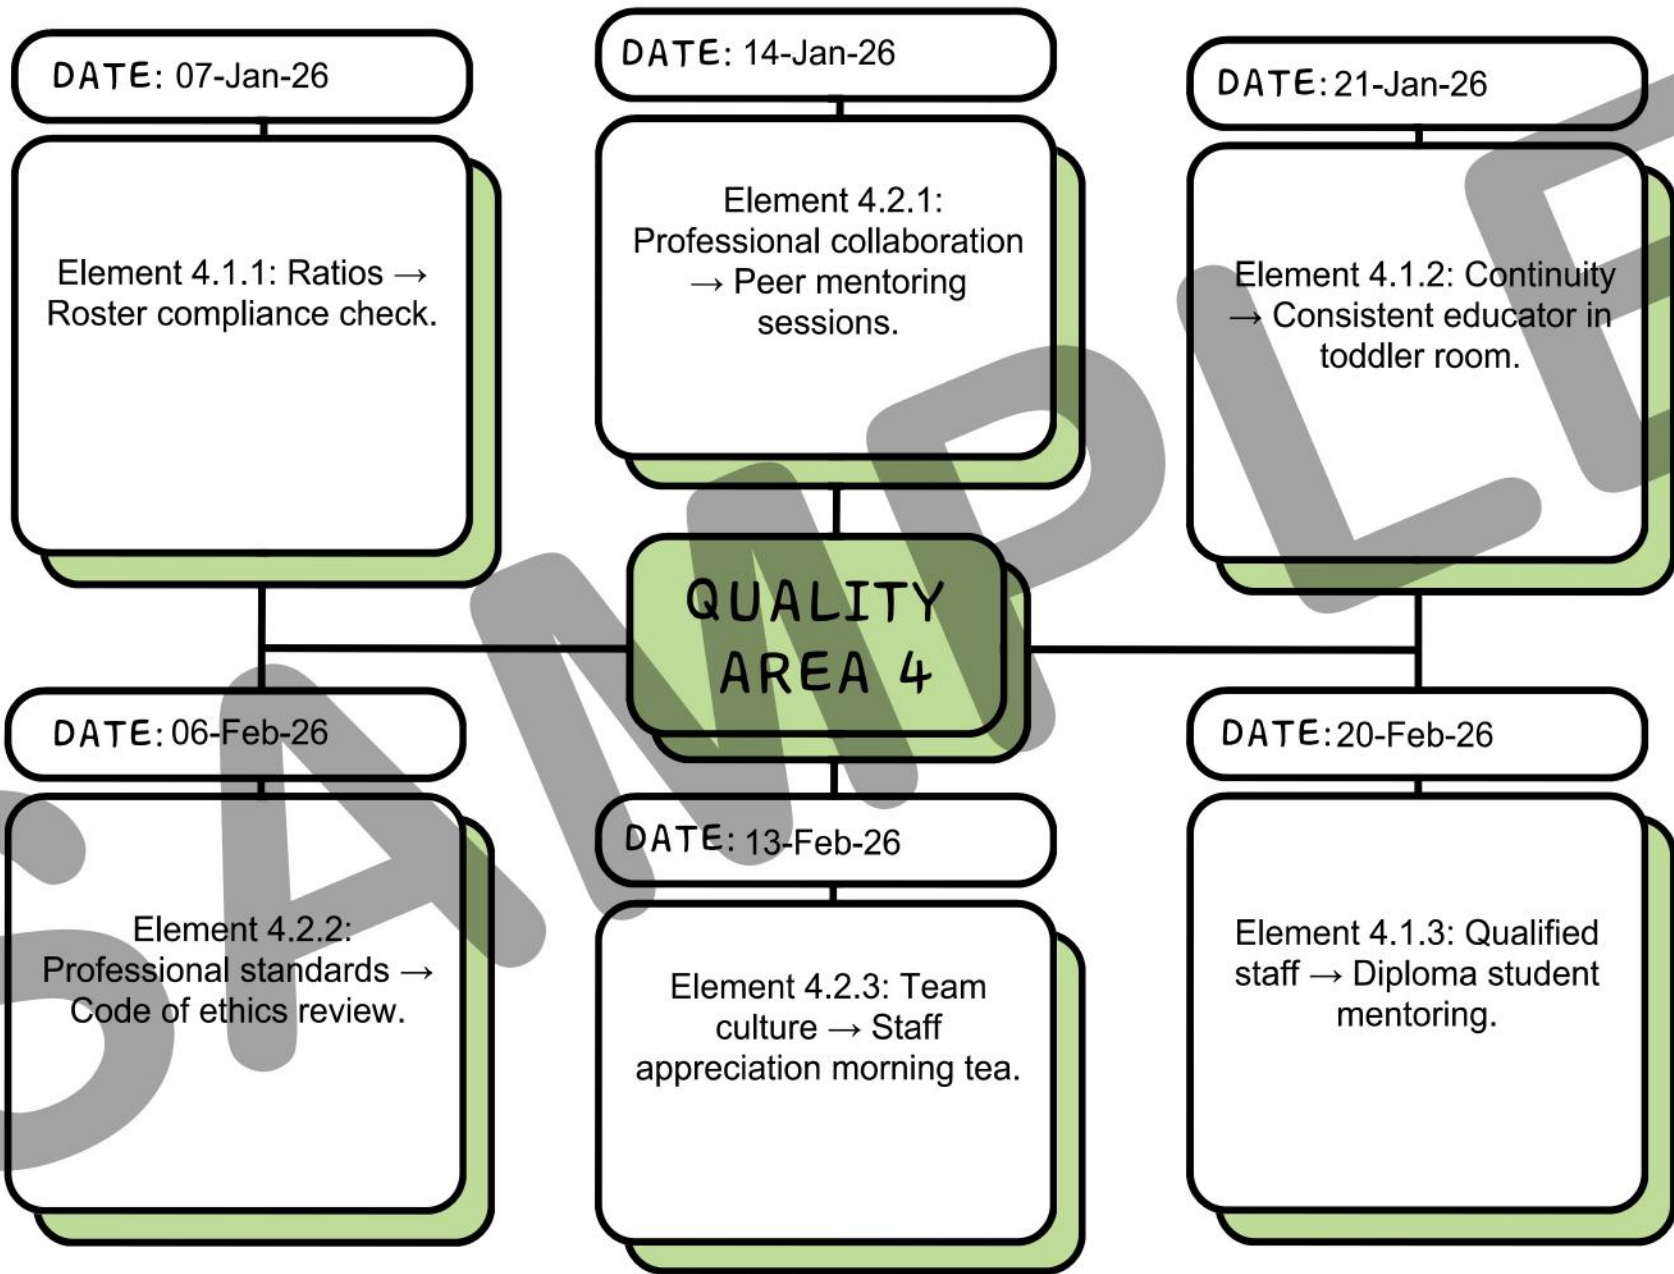 DATE: 07-Jan-26
Element 4.1.1: Ratios →
Roster compliance check.
DATE: 14-Jan-26
Element 4.2.1:
Professional collaboration
→ Peer mentoring
sessions.
DATE: 21-Jan-26
Element 4.1.2: Continuity
→ Consistent educator in
toddler room.
QUALITY
AREA 4
DATE: 06-Feb-26
Element 4.2.2:
Professional standards →
Code of ethics review.
DATE: 13-Feb-26
Element 4.2.3: Team
culture → Staff
appreciation morning tea.
DATE: 20-Feb-26
Element 4.1.3: Qualified
staff → Diploma student
mentoring.
SAMPLE